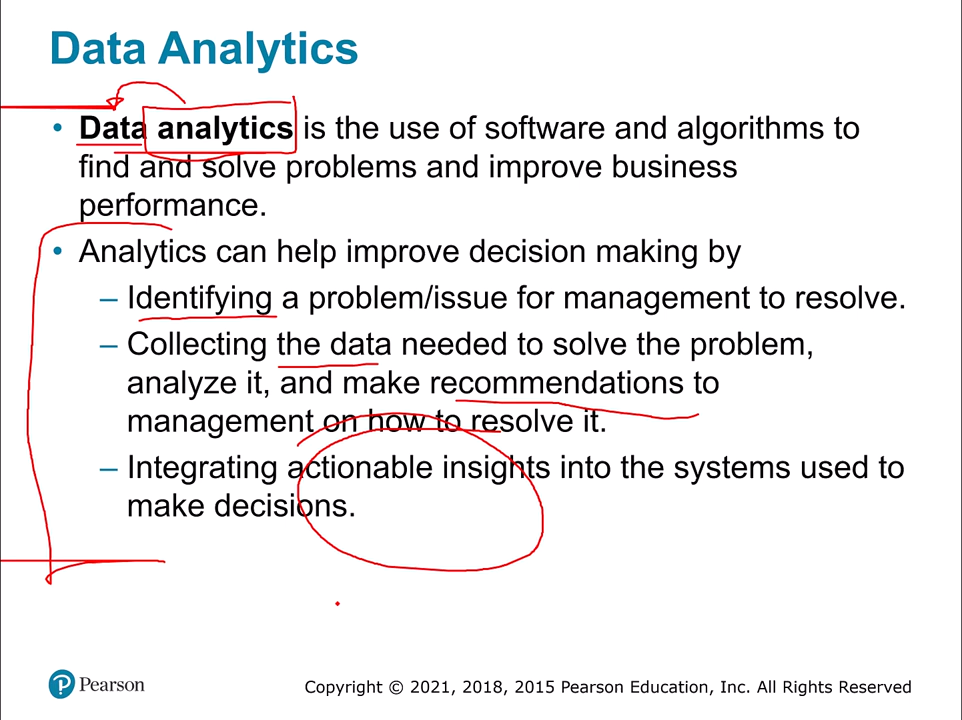 Data Analytics
• Data analytics is the use of software and algorithms to
find and solve problems and improve business
performance.
• Analytics can help improve decision making by
– Identifying a problem/issue for management to resolve.
– Collecting the data needed to solve the problem,
analyze it, and make recommendations to
management on how to resolve it.
– Integrating actionable insights into the systems used to
make decisions.
P Pearson
Copyright © 2021, 2018, 2015 Pearson Education, Inc. All Rights Reserved